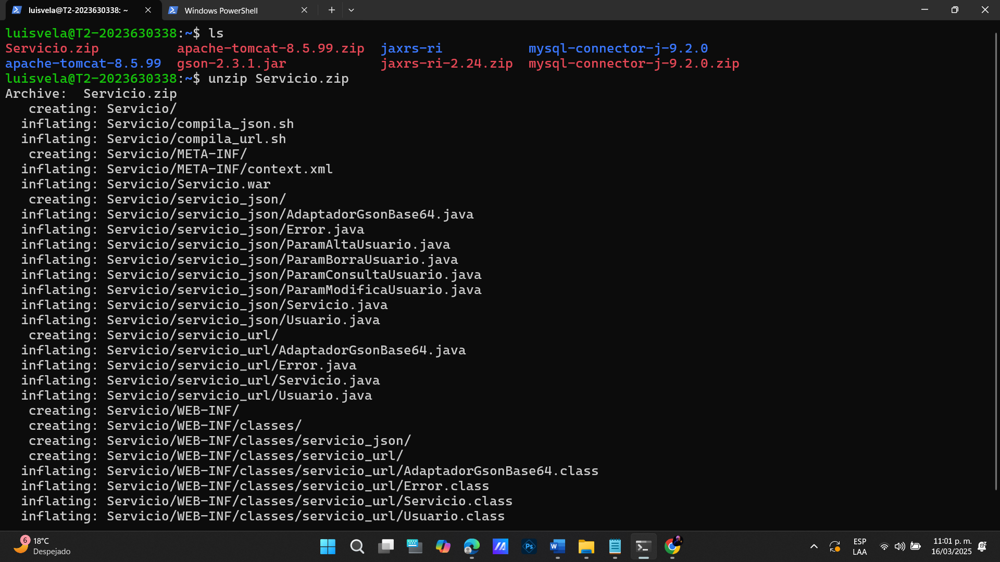 luisvela@T2-2023630338: ~ Windows PowerShell
luisvela@T2-2023630338:~$ ls
Servicio.zip apache-tomcat-8.5.99.zip jaxrs-ri mysql-connector-j-9.2.0
apache-tomcat-8.5.99 gson-2.3.1.jar jaxrs-ri-2.24.zip mysql-connector-j-9.2.0.zip
luisvela@T2-2023630338:~$ unzip Servicio.zip
Archive: Servicio.zip
creating: Servicio/
inflating: Servicio/compila_json.sh
inflating: Servicio/compila_url.sh
creating: Servicio/META-INF/
inflating: Servicio/META-INF/context.xml
inflating: Servicio/Servicio.war
creating: Servicio/servicio_json/
inflating: Servicio/servicio_json/AdaptadorGsonBase64.java
inflating: Servicio/servicio_json/Error.java
inflating: Servicio/servicio_json/ParamAltaUsuario.java
inflating: Servicio/servicio_json/ParamBorraUsuario.java
inflating: Servicio/servicio_json/ParamConsultaUsuario.java
inflating: Servicio/servicio_json/ParamModificaUsuario.java
inflating: Servicio/servicio_json/Servicio.java
inflating: Servicio/servicio_json/Usuario.java
creating: Servicio/servicio_url/
inflating: Servicio/servicio_url/AdaptadorGsonBase64.java
inflating: Servicio/servicio_url/Error.java
inflating: Servicio/servicio_url/Servicio.java
inflating: Servicio/servicio_url/Usuario.java
creating: Servicio/WEB-INF/
creating: Servicio/WEB-INF/classes/
creating: Servicio/WEB-INF/classes/servicio_json/
creating: Servicio/WEB-INF/classes/servicio_url/
inflating: Servicio/WEB-INF/classes/servicio_url/AdaptadorGsonBase64.class
inflating: Servicio/WEB-INF/classes/servicio_url/Error.class
inflating: Servicio/WEB-INF/classes/servicio_url/Servicio.class
inflating: Servicio/WEB-INF/classes/servicio_url/Usuario.class
6 18°C
Despejado
Ps
W
ESP
LAA
11:01 p. m.
16/03/2025